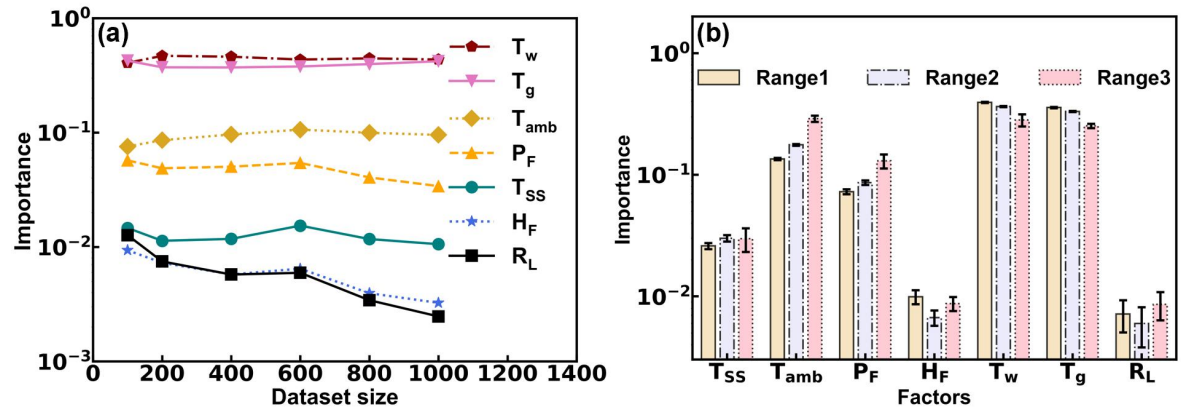 (a)
10⁰
10⁻¹
10⁻²
10⁻³
Importance
0 200 400 600 800 1000 1200 1400
Dataset size
T_w
T_g
T_amb
P_F
T_SS
H_F
R_L
(b)
10⁰
10⁻¹
10⁻²
Importance
Range1 Range2 Range3
T_SS T_amb P_F H_F T_w T_g R_L
Factors